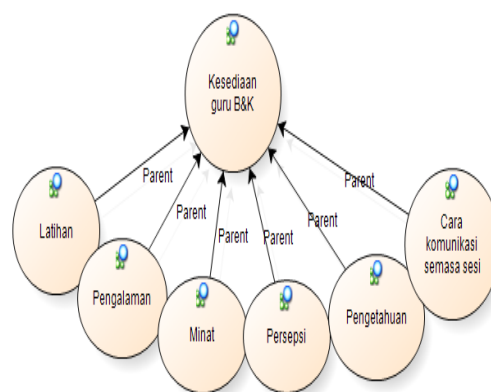 Kesediaan
guru B&K
Parent
Parent
Parent
Parent
Parent
Parent
Latihan
Pengalaman
Minat
Persepsi
Pengetahuan
Cara
komunikasi
semasa sesi